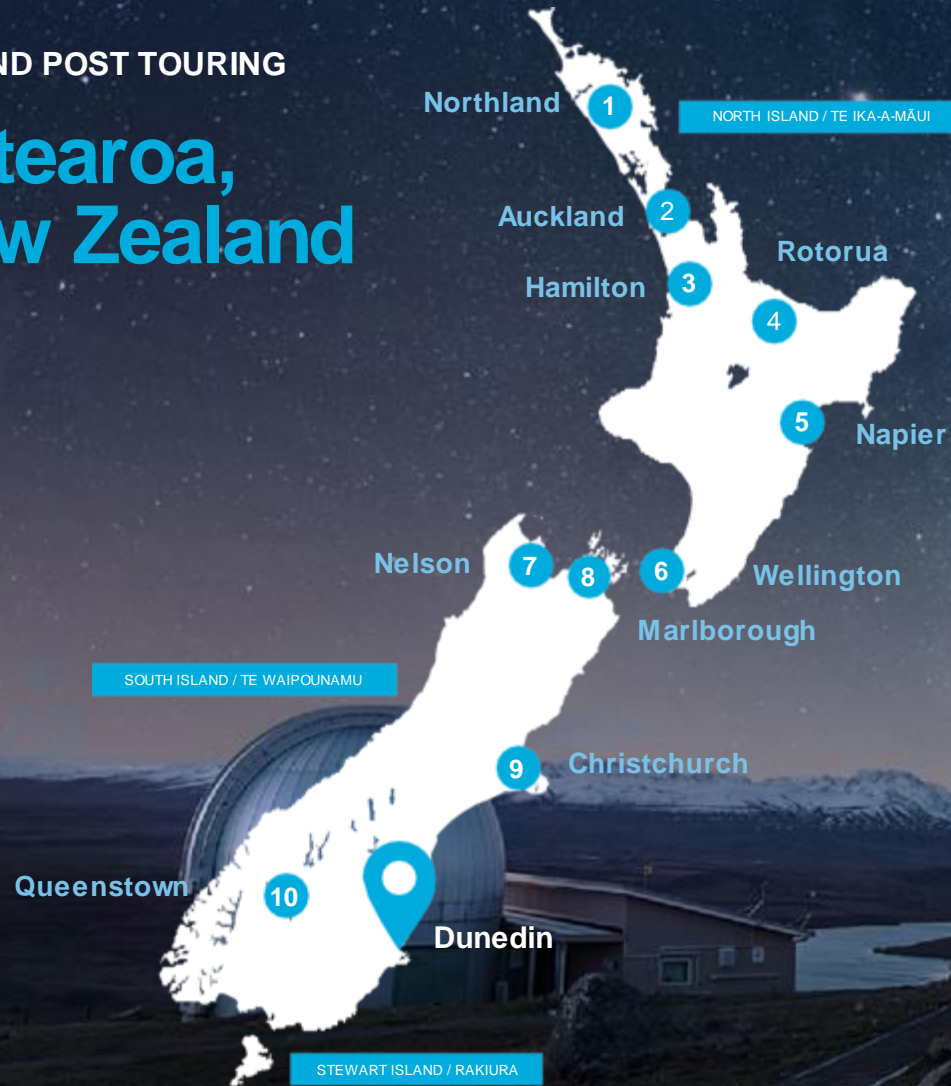 ND POST TOURING
tearoa,
w Zealand
Northland
1
NORTH ISLAND / TE IKA-A-MĀUI
Auckland
2
Rotorua
Hamilton
3
4
5
Napier
Nelson
7
8
6
Wellington
Marlborough
SOUTH ISLAND / TE WAIPOUNAMU
9
Christchurch
Queenstown
10
Dunedin
STEWART ISLAND / RAKIURA